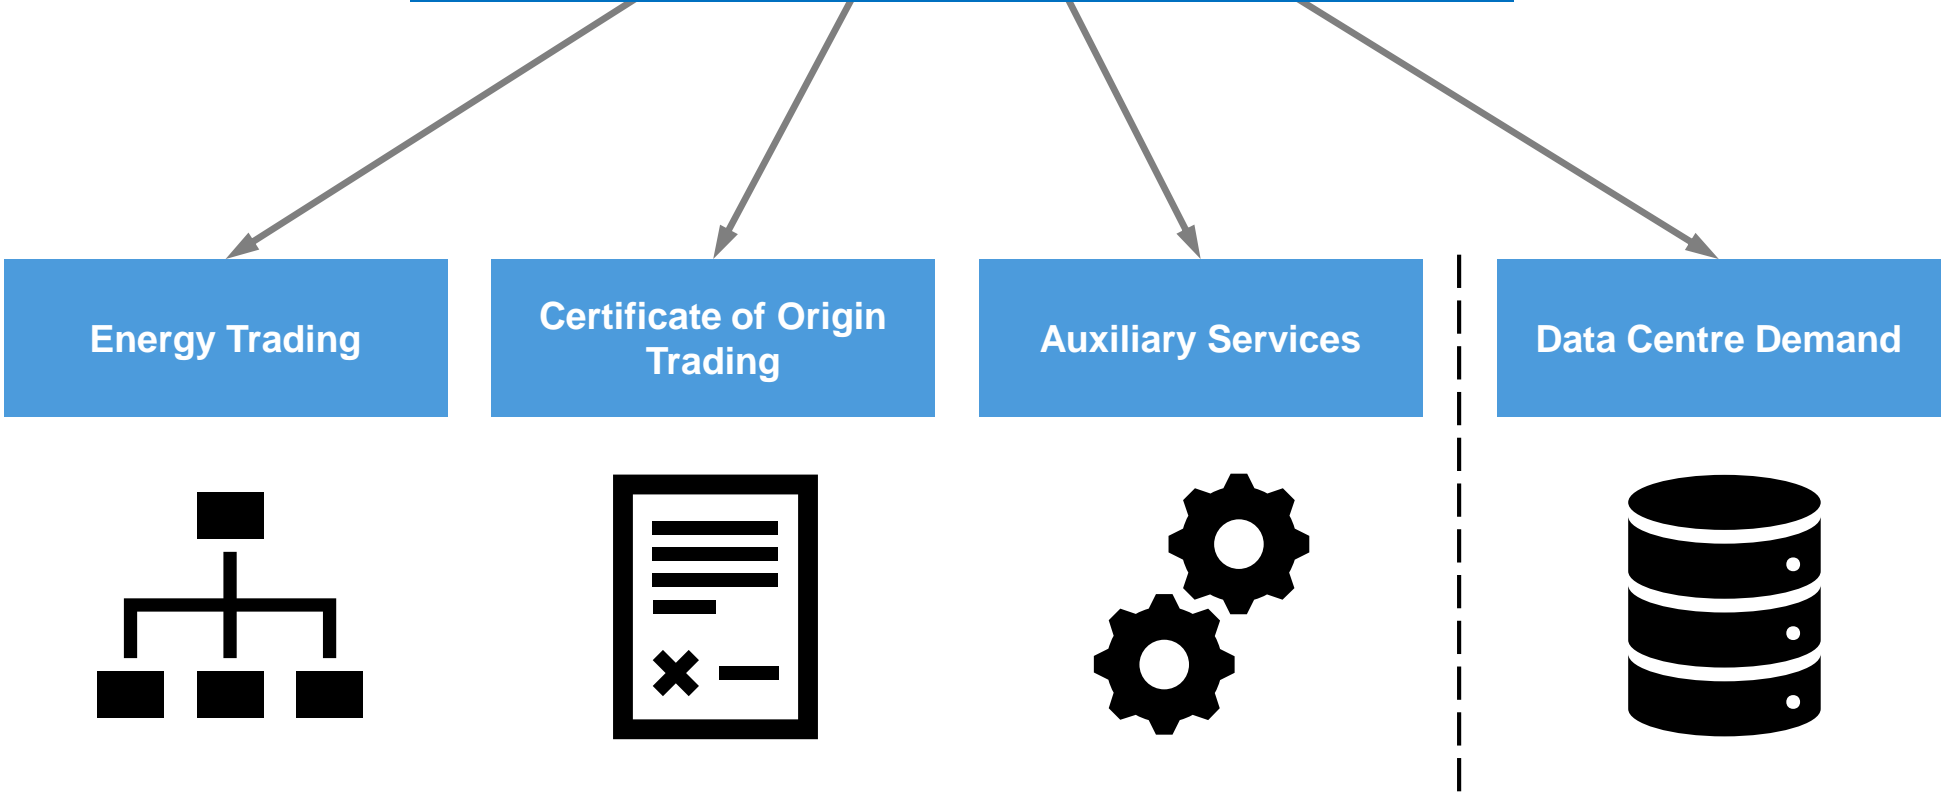 Energy Trading
Certificate of Origin
Trading
Auxiliary Services
Data Centre Demand